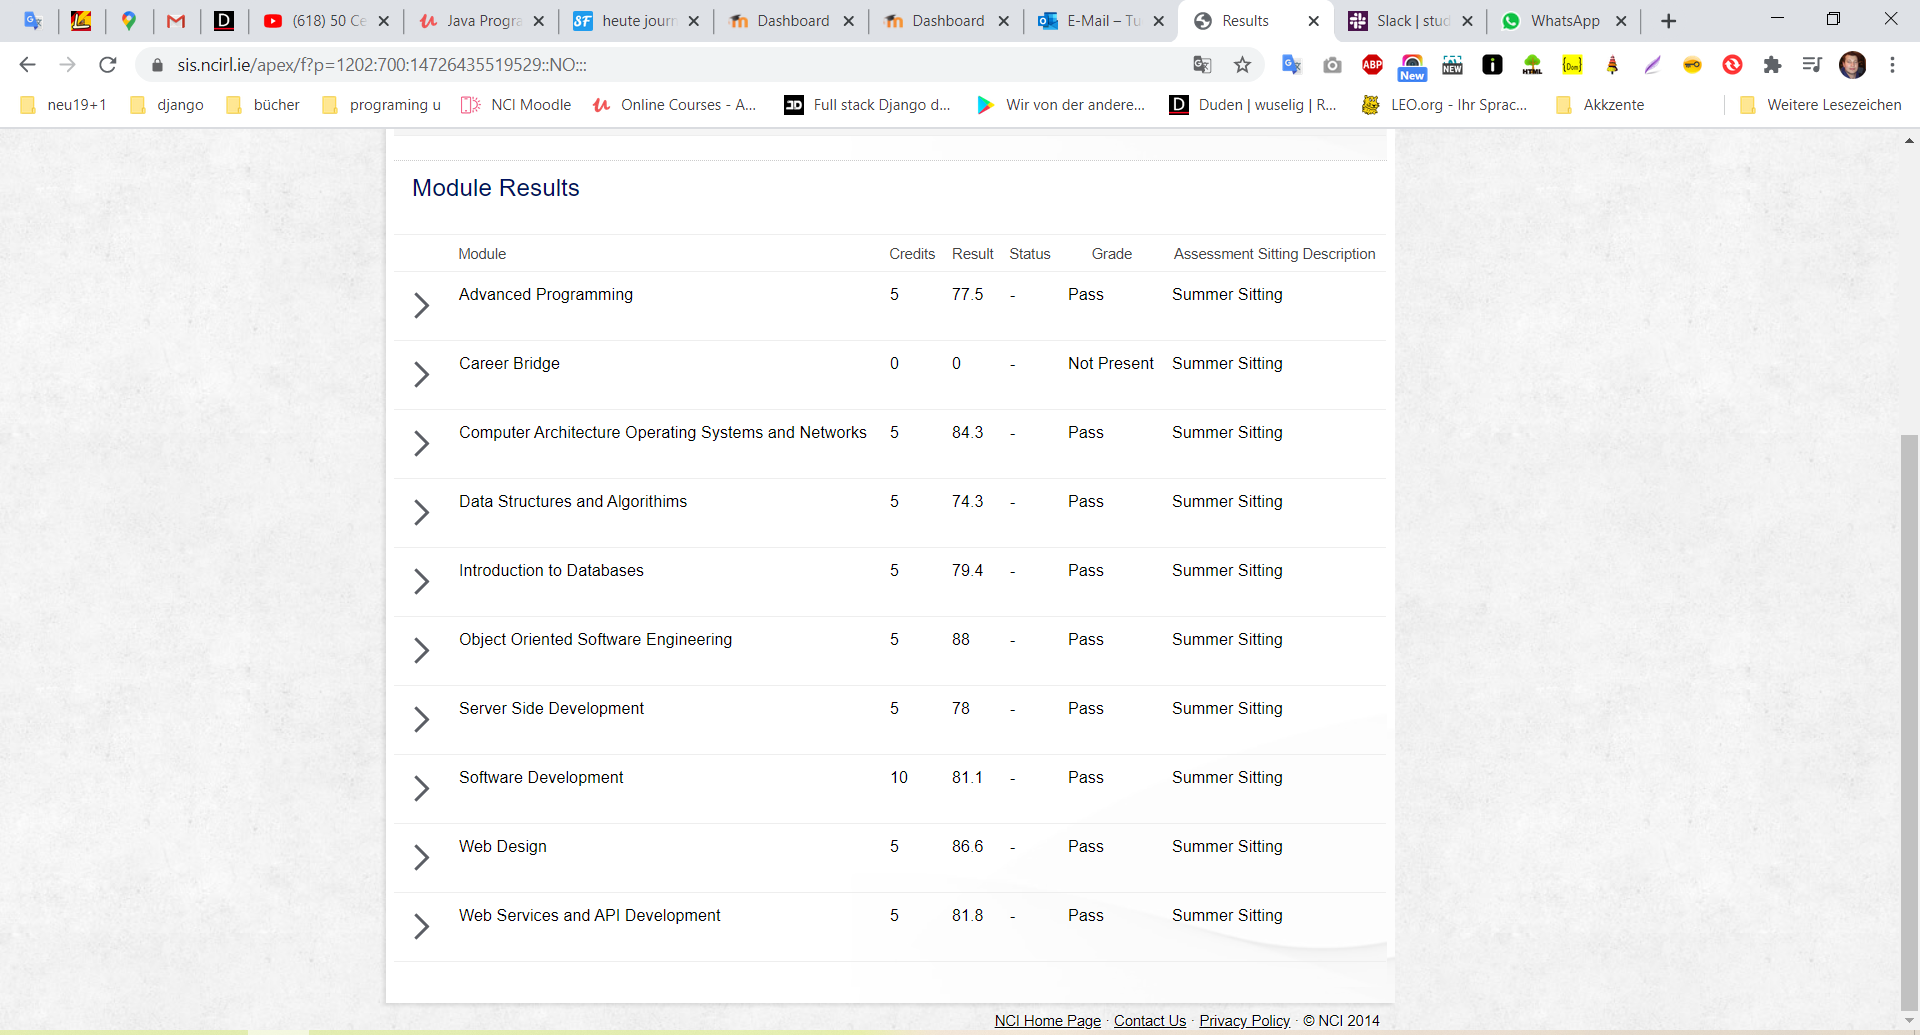 (618) 50 Ce
Java Progra
heute journ
Dashboard
Dashboard
E-Mail – Tu
Results
Slack | stud
WhatsApp
sis.ncirl.ie/apex/f?p=1202:700:14726435519529::NO:::
neu19+1
django
bücher
programing u
NCI Moodle
Online Courses - A...
Full stack Django d...
Wir von der andere...
Duden | wuselig | R...
LEO.org - Ihr Sprac...
Akkzente
Weitere Lesezeichen
Module Results
Module Credits Result Status Grade Assessment Sitting Description
Advanced Programming 5 77.5 - Pass Summer Sitting
Career Bridge 0 0 - Not Present Summer Sitting
Computer Architecture Operating Systems and Networks 5 84.3 - Pass Summer Sitting
Data Structures and Algorithims 5 74.3 - Pass Summer Sitting
Introduction to Databases 5 79.4 - Pass Summer Sitting
Object Oriented Software Engineering 5 88 - Pass Summer Sitting
Server Side Development 5 78 - Pass Summer Sitting
Software Development 10 81.1 - Pass Summer Sitting
Web Design 5 86.6 - Pass Summer Sitting
Web Services and API Development 5 81.8 - Pass Summer Sitting
NCI Home Page · Contact Us · Privacy Policy · © NCI 2014